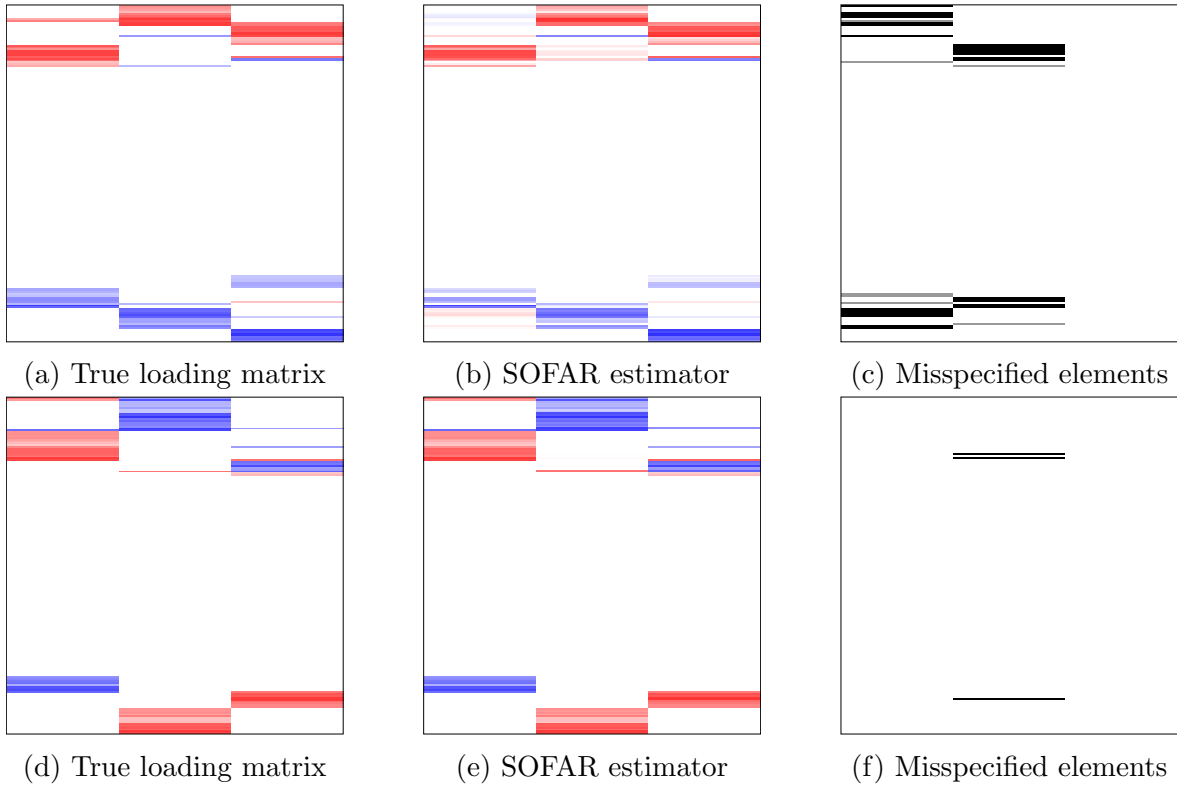 (a) True loading matrix
(b) SOFAR estimator
(c) Misspecified elements
(d) True loading matrix
(e) SOFAR estimator
(f) Misspecified elements